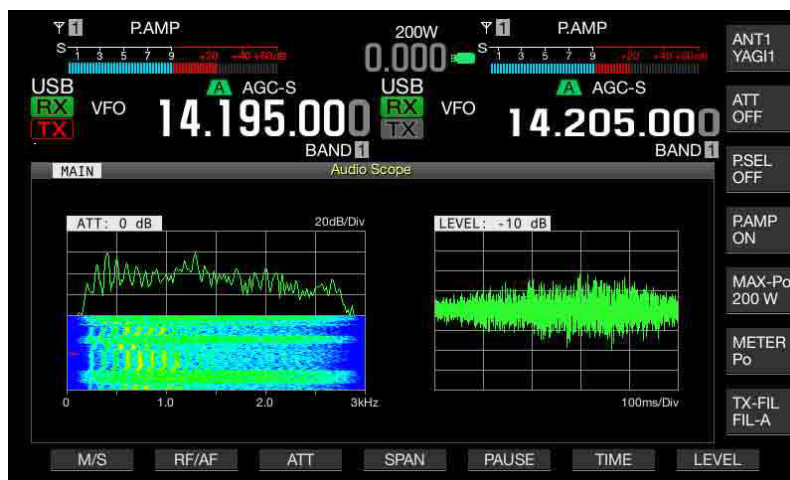 1 P.AMP 200W 1 P.AMP
S 1 3 5 7 9 +20 +40 +60dB 0.000 S 1 3 5 7 9 +20 +40 +60dB
USB A AGC-S USB A AGC-S
RX VFO 14.195.000 RX VFO 14.205.000
TX TX
BAND 1 BAND 1
MAIN Audio Scope
ATT: 0 dB 20dB/Div LEVEL: -10 dB
0 1.0 2.0 3kHz 100ms/Div
M/S RF/AF ATT SPAN PAUSE TIME LEVEL
ANT1
YAGI1
ATT
OFF
P.SEL
OFF
P.AMP
ON
MAX-Po
200 W
METER
Po
TX-FIL
FIL-A